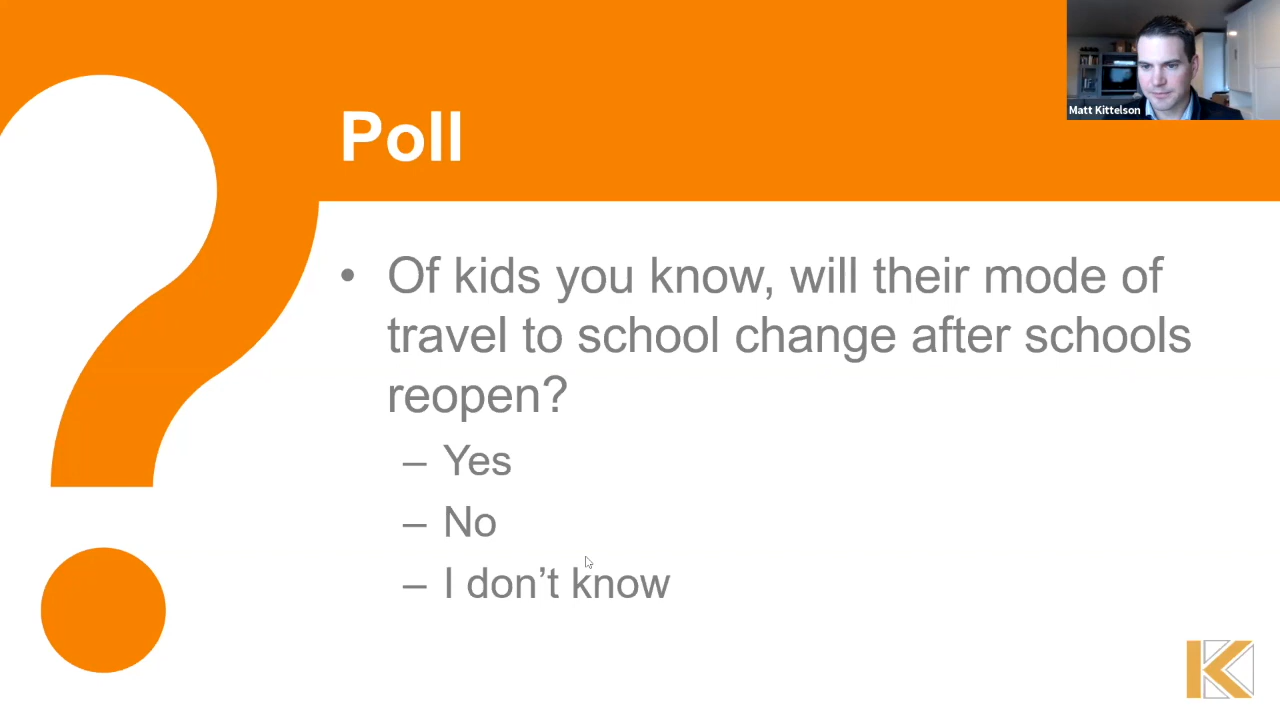 Matt Kittelson
Poll
• Of kids you know, will their mode of
travel to school change after schools
reopen?
– Yes
– No
– I don’t know
K